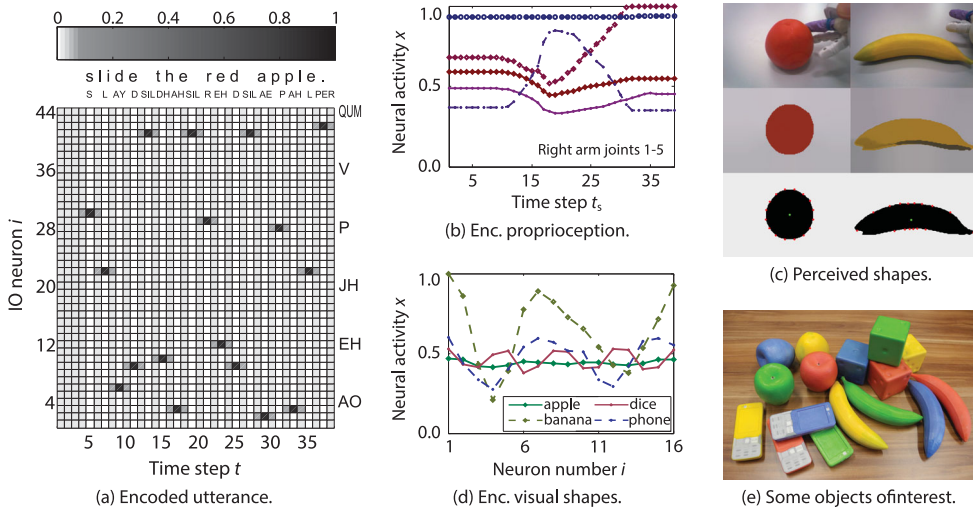 0 0.2 0.4 0.6 0.8 1
slide the red apple.
S L AY D SIL DH AH SIL R EH D SIL AE P AH L PER
IO neuron i
44
36
28
20
12
4
QUM
V
P
JH
EH
AO
5 10 15 20 25 30 35
Time step t
(a) Encoded utterance.
Neural activity x
1.0
0.5
0.0
Right arm joints 1-5
5 15 25 35
Time step ts
(b) Enc. proprioception.
(c) Perceived shapes.
Neural activity x
1.0
0.5
0.0
apple dice
banana phone
1 6 11 16
Neuron number i
(d) Enc. visual shapes.
(e) Some objects ofinterest.